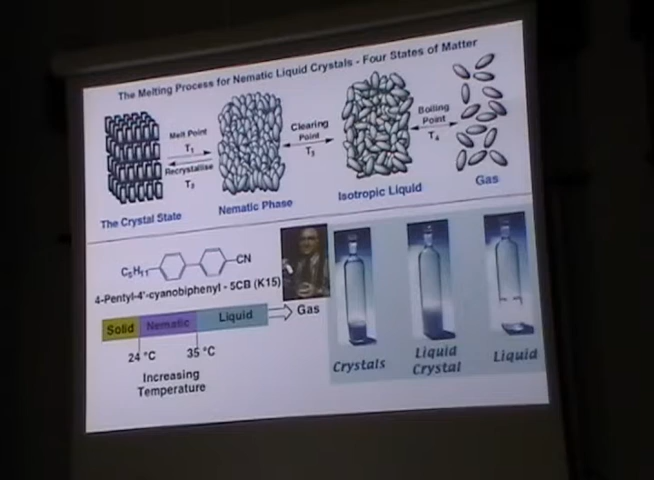 The Melting Process for Nematic Liquid Crystals - Four States of Matter
Melt Point
T₁
Recrystallise
T₂
Clearing
Point
T₃
Boiling
Point
T₄
The Crystal State
Nematic Phase
Isotropic Liquid
Gas
C₅H₁₁
CN
4-Pentyl-4'-cyanobiphenyl - 5CB (K15)
Solid
Nematic
Liquid
Gas
24 °C
35 °C
Increasing
Temperature
Crystals
Liquid
Crystal
Liquid